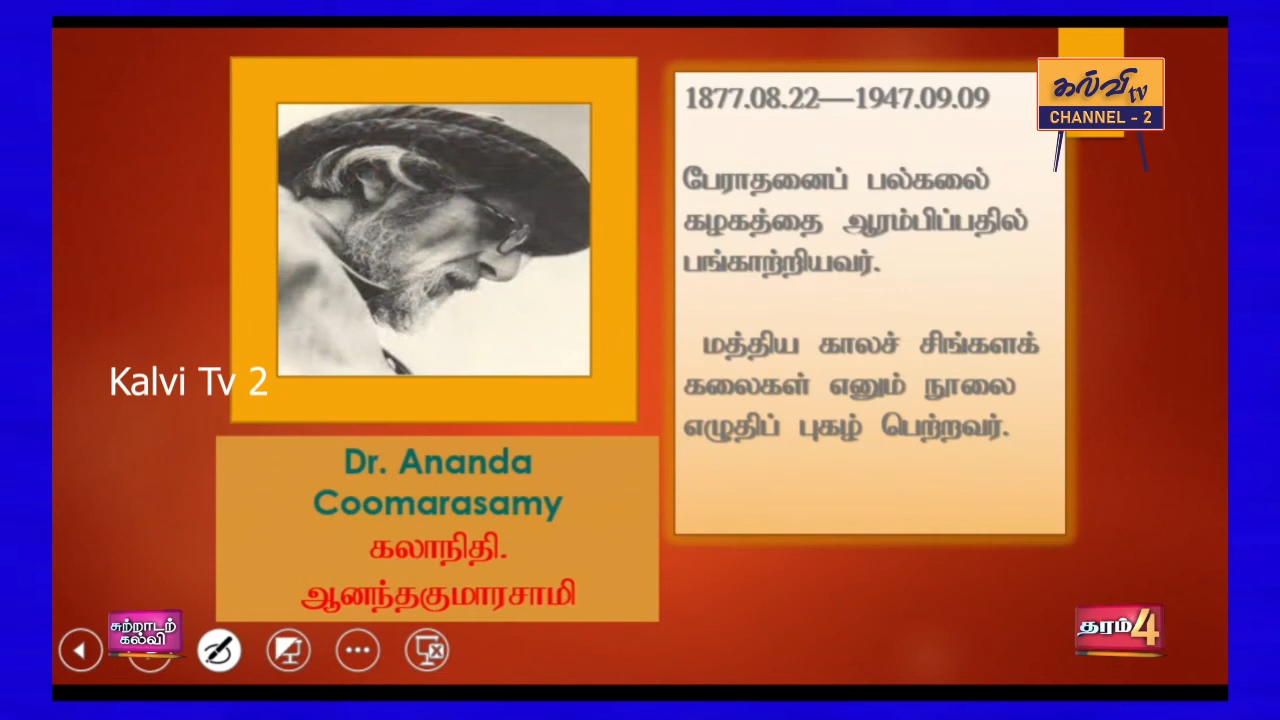 1877.08.22—1947.09.09
பேராதனைப் பல்கலை
கழகத்தை ஆரம்பிப்பதில்
பங்காற்றியவர்.
மத்திய காலச் சிங்களக்
கலைகள் எனும் நூலை
எழுதிப் புகழ் பெற்றவர்.
கல்வி tv
CHANNEL - 2
Kalvi Tv 2
Dr. Ananda
Coomarasamy
கலாநிதி.
ஆனந்தகுமாரசாமி
சுற்றாடற்
கல்வி
தரம் 4